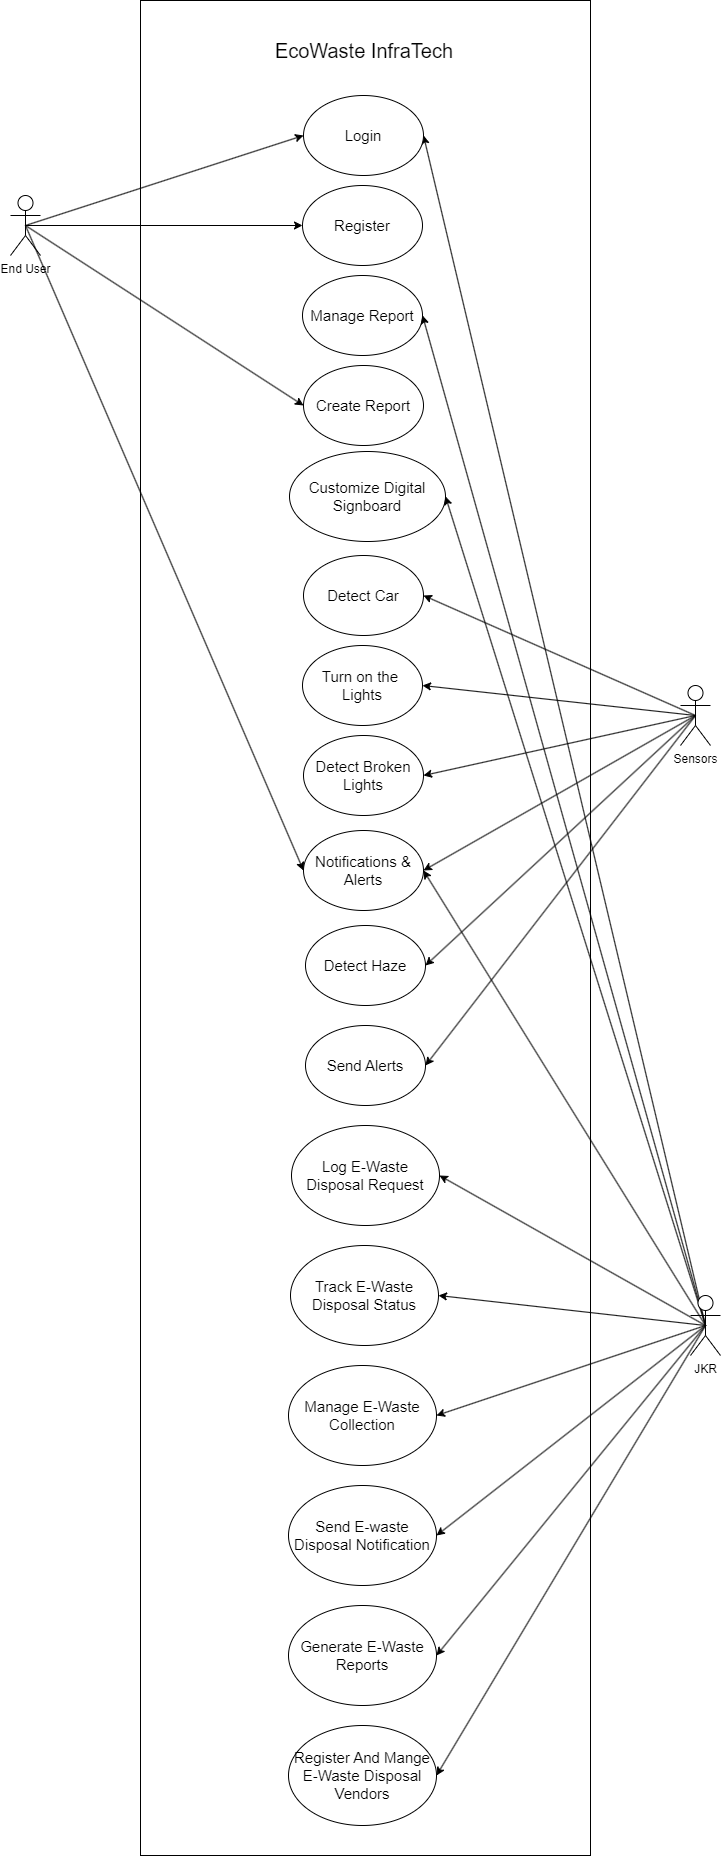 EcoWaste InfraTech
Login
Register
End User
Manage Report
Create Report
Customize Digital
Signboard
Detect Car
Turn on the
Lights
Sensors
Detect Broken
Lights
Notifications &
Alerts
Detect Haze
Send Alerts
Log E-Waste
Disposal Request
Track E-Waste
Disposal Status
JKR
Manage E-Waste
Collection
Send E-waste
Disposal Notification
Generate E-Waste
Reports
Register And Mange
E-Waste Disposal
Vendors